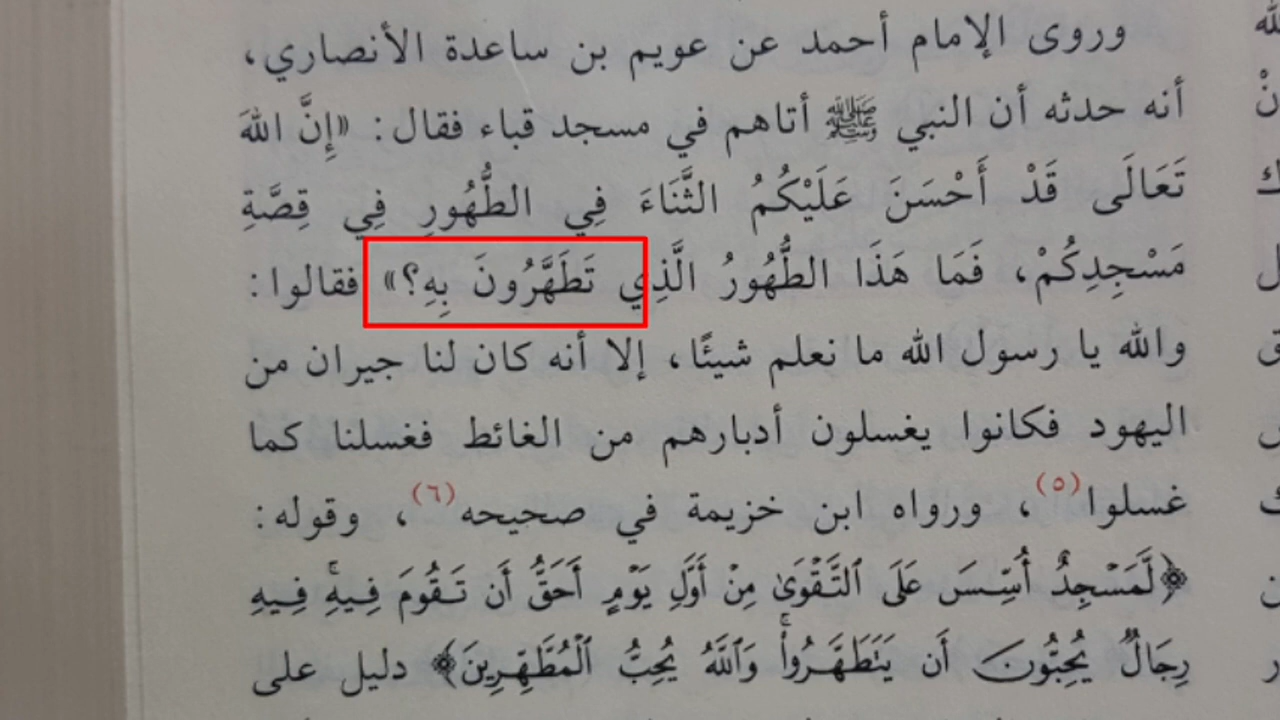 وروى الإمام أحمد عن عويم بن ساعدة الأنصاري،
أنه حدثه أن النبي ﷺ أتاهم في مسجد قباء فقال: «إِنَّ اللهَ
تَعَالَى قَدْ أَحْسَنَ عَلَيْكُمُ الثَّنَاءَ فِي الطُّهُورِ فِي قِصَّةِ
مَسْجِدِكُمْ، فَمَا هَذَا الطُّهُورُ الَّذِي تَطَهَّرُونَ بِهِ؟» فقالوا:
والله يا رسول الله ما نعلم شيئًا، إلا أنه كان لنا جيران من
اليهود فكانوا يغسلون أدبارهم من الغائط فغسلنا كما
غسلوا(٥)، ورواه ابن خزيمة في صحيحه(٦)، وقوله:
﴿لَّمَسْجِدٌ أُسِّسَ عَلَى ٱلتَّقْوَىٰ مِنْ أَوَّلِ يَوْمٍ أَحَقُّ أَن تَقُومَ فِيهِۚ فِيهِ
رِجَالٌ يُحِبُّونَ أَن يَتَطَهَّرُوا۟ۚ وَٱللَّهُ يُحِبُّ ٱلْمُطَّهِّرِينَ﴾ دليل على